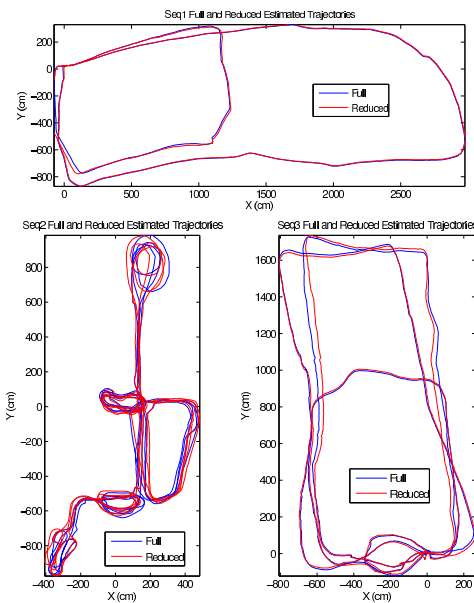 Seq1 Full and Reduced Estimated Trajectories
Y (cm)
200
0
−200
−400
−600
−800
Full
Reduced
0
500
1000
1500
2000
2500
X (cm)
Seq2 Full and Reduced Estimated Trajectories
Y (cm)
800
600
400
200
0
−200
−400
−600
−800
Full
Reduced
−400
−200
0
200
400
X (cm)
Seq3 Full and Reduced Estimated Trajectories
Y (cm)
1600
1400
1200
1000
800
600
400
200
0
Full
Reduced
−800
−600
−400
−200
0
200
X (cm)